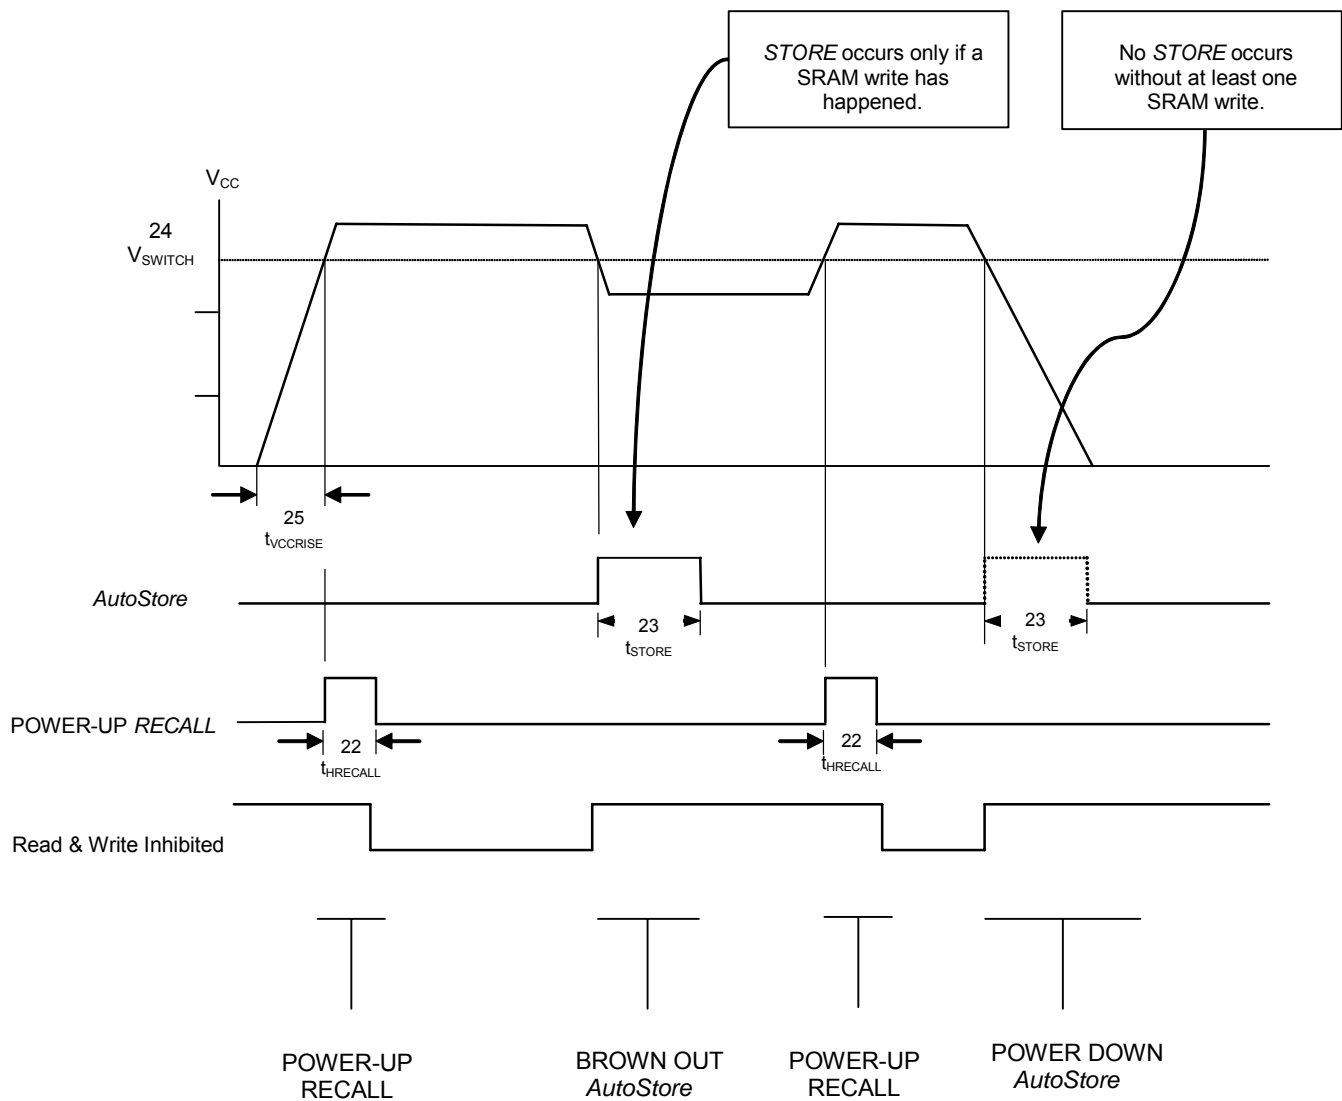 STORE occurs only if a
SRAM write has
happened.
No STORE occurs
without at least one
SRAM write.
VCC
24
VSWITCH
25
tVCCRISE
AutoStore
23
tSTORE
23
tSTORE
POWER-UP RECALL
22
tHRECALL
22
tHRECALL
Read & Write Inhibited
POWER-UP
RECALL
BROWN OUT
AutoStore
POWER-UP
RECALL
POWER DOWN
AutoStore